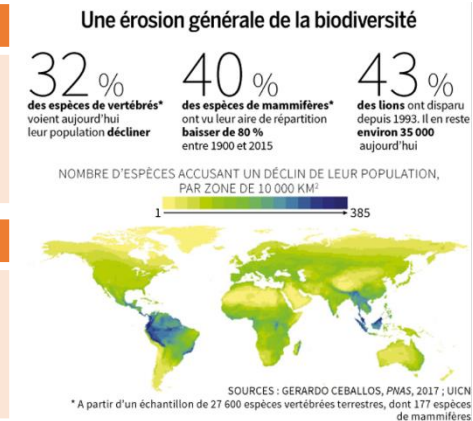 Une érosion générale de la biodiversité
32 %
des espèces de vertébrés*
voient aujourd'hui
leur population décliner
40 %
des espèces de mammifères*
ont vu leur aire de répartition
baisser de 80 %
entre 1900 et 2015
43 %
des lions ont disparu
depuis 1993. Il en reste
environ 35 000
aujourd'hui
NOMBRE D'ESPÈCES ACCUSANT UN DÉCLIN DE LEUR POPULATION,
PAR ZONE DE 10 000 KM²
1 385
SOURCES : GERARDO CEBALLOS, PNAS, 2017 ; UICN
* A partir d'un échantillon de 27 600 espèces vertébrées terrestres, dont 177 espèces
de mammifères